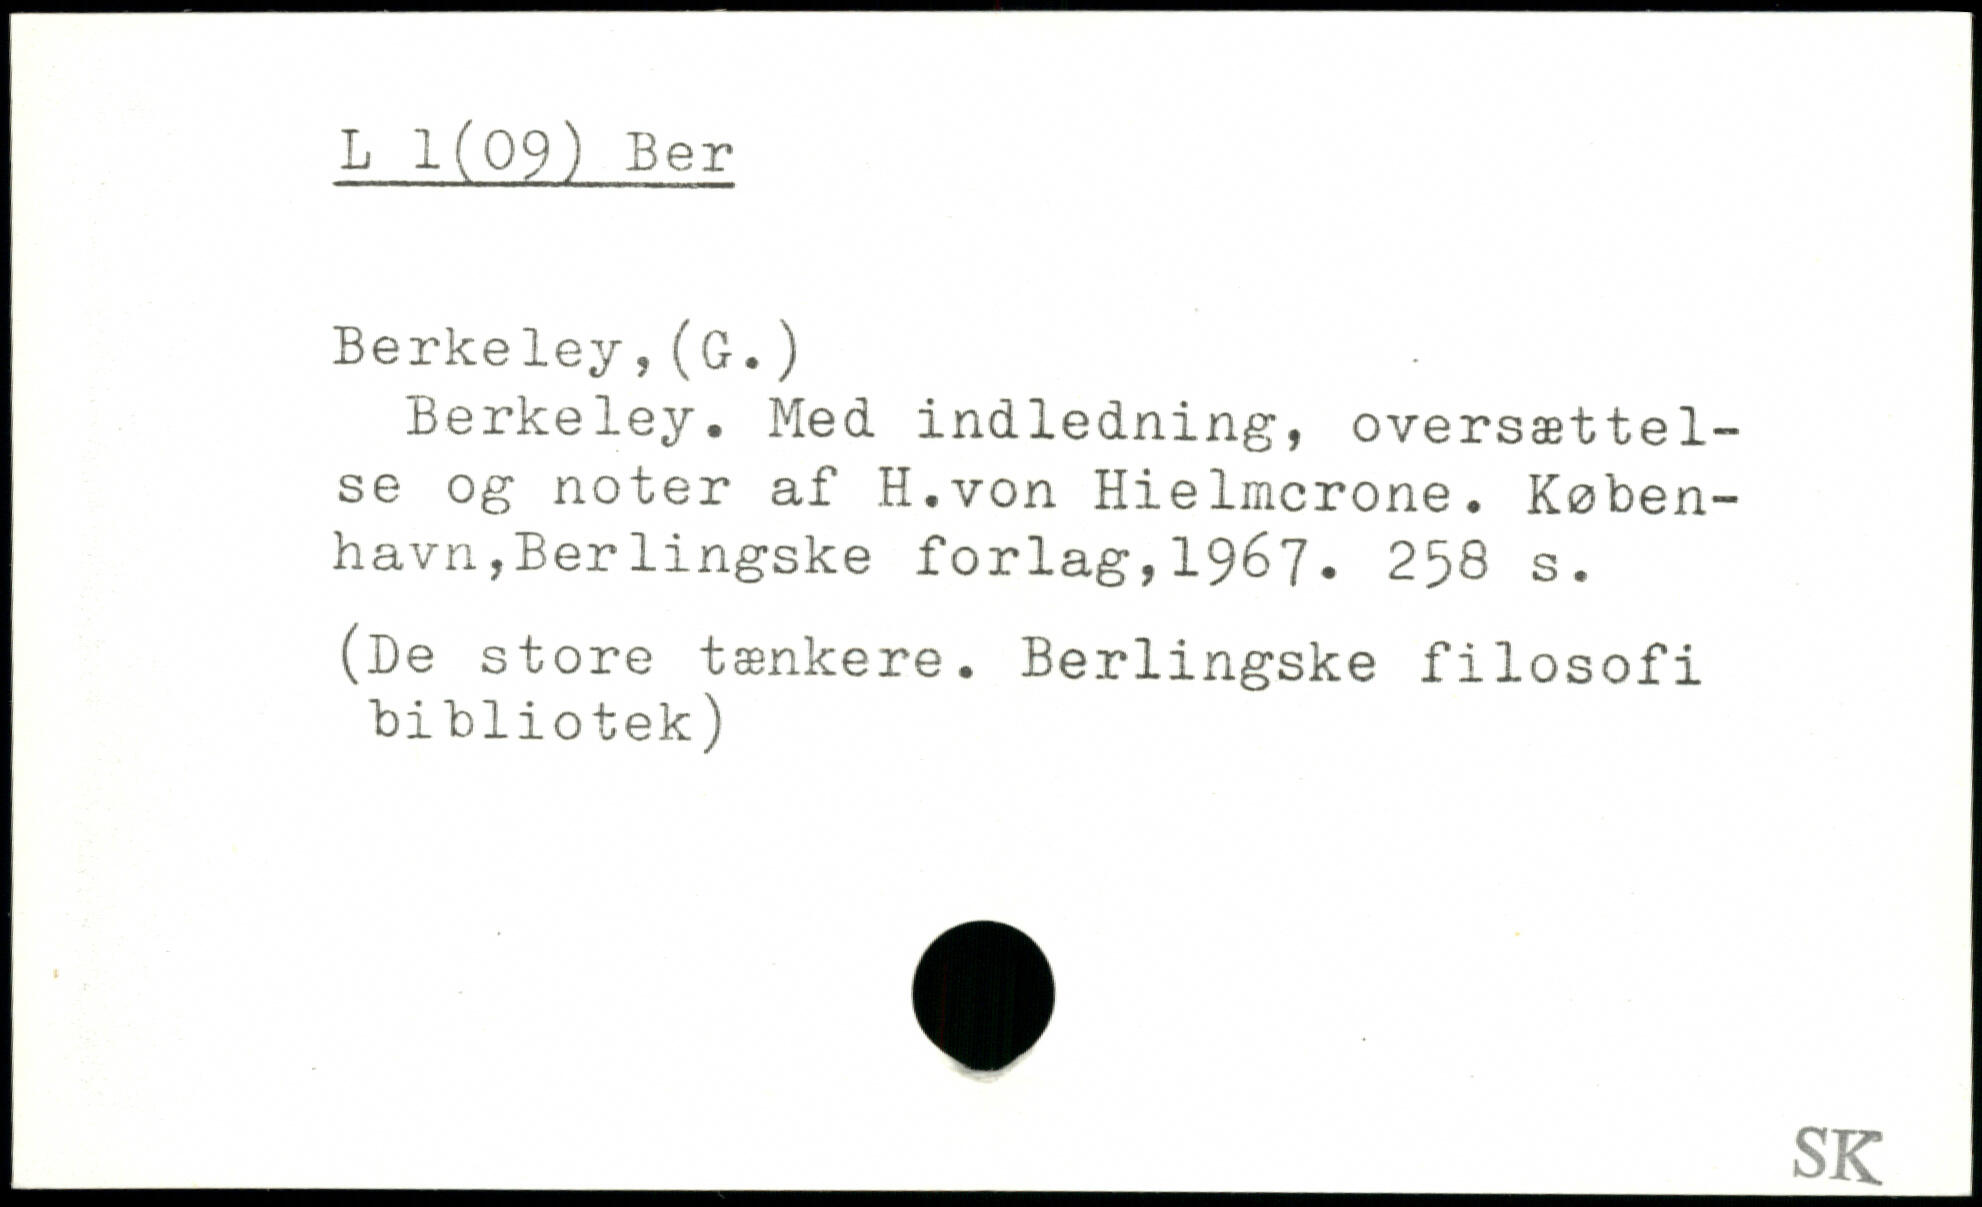 L 1(09) Ber
Berkeley,(G.)
Berkeley. Med indledning, oversættel-
se og noter af H.von Hielmcrone. Køben-
havn,Berlingske forlag,1967. 258 s.
(De store tænkere. Berlingske filosofi
bibliotek)
SK